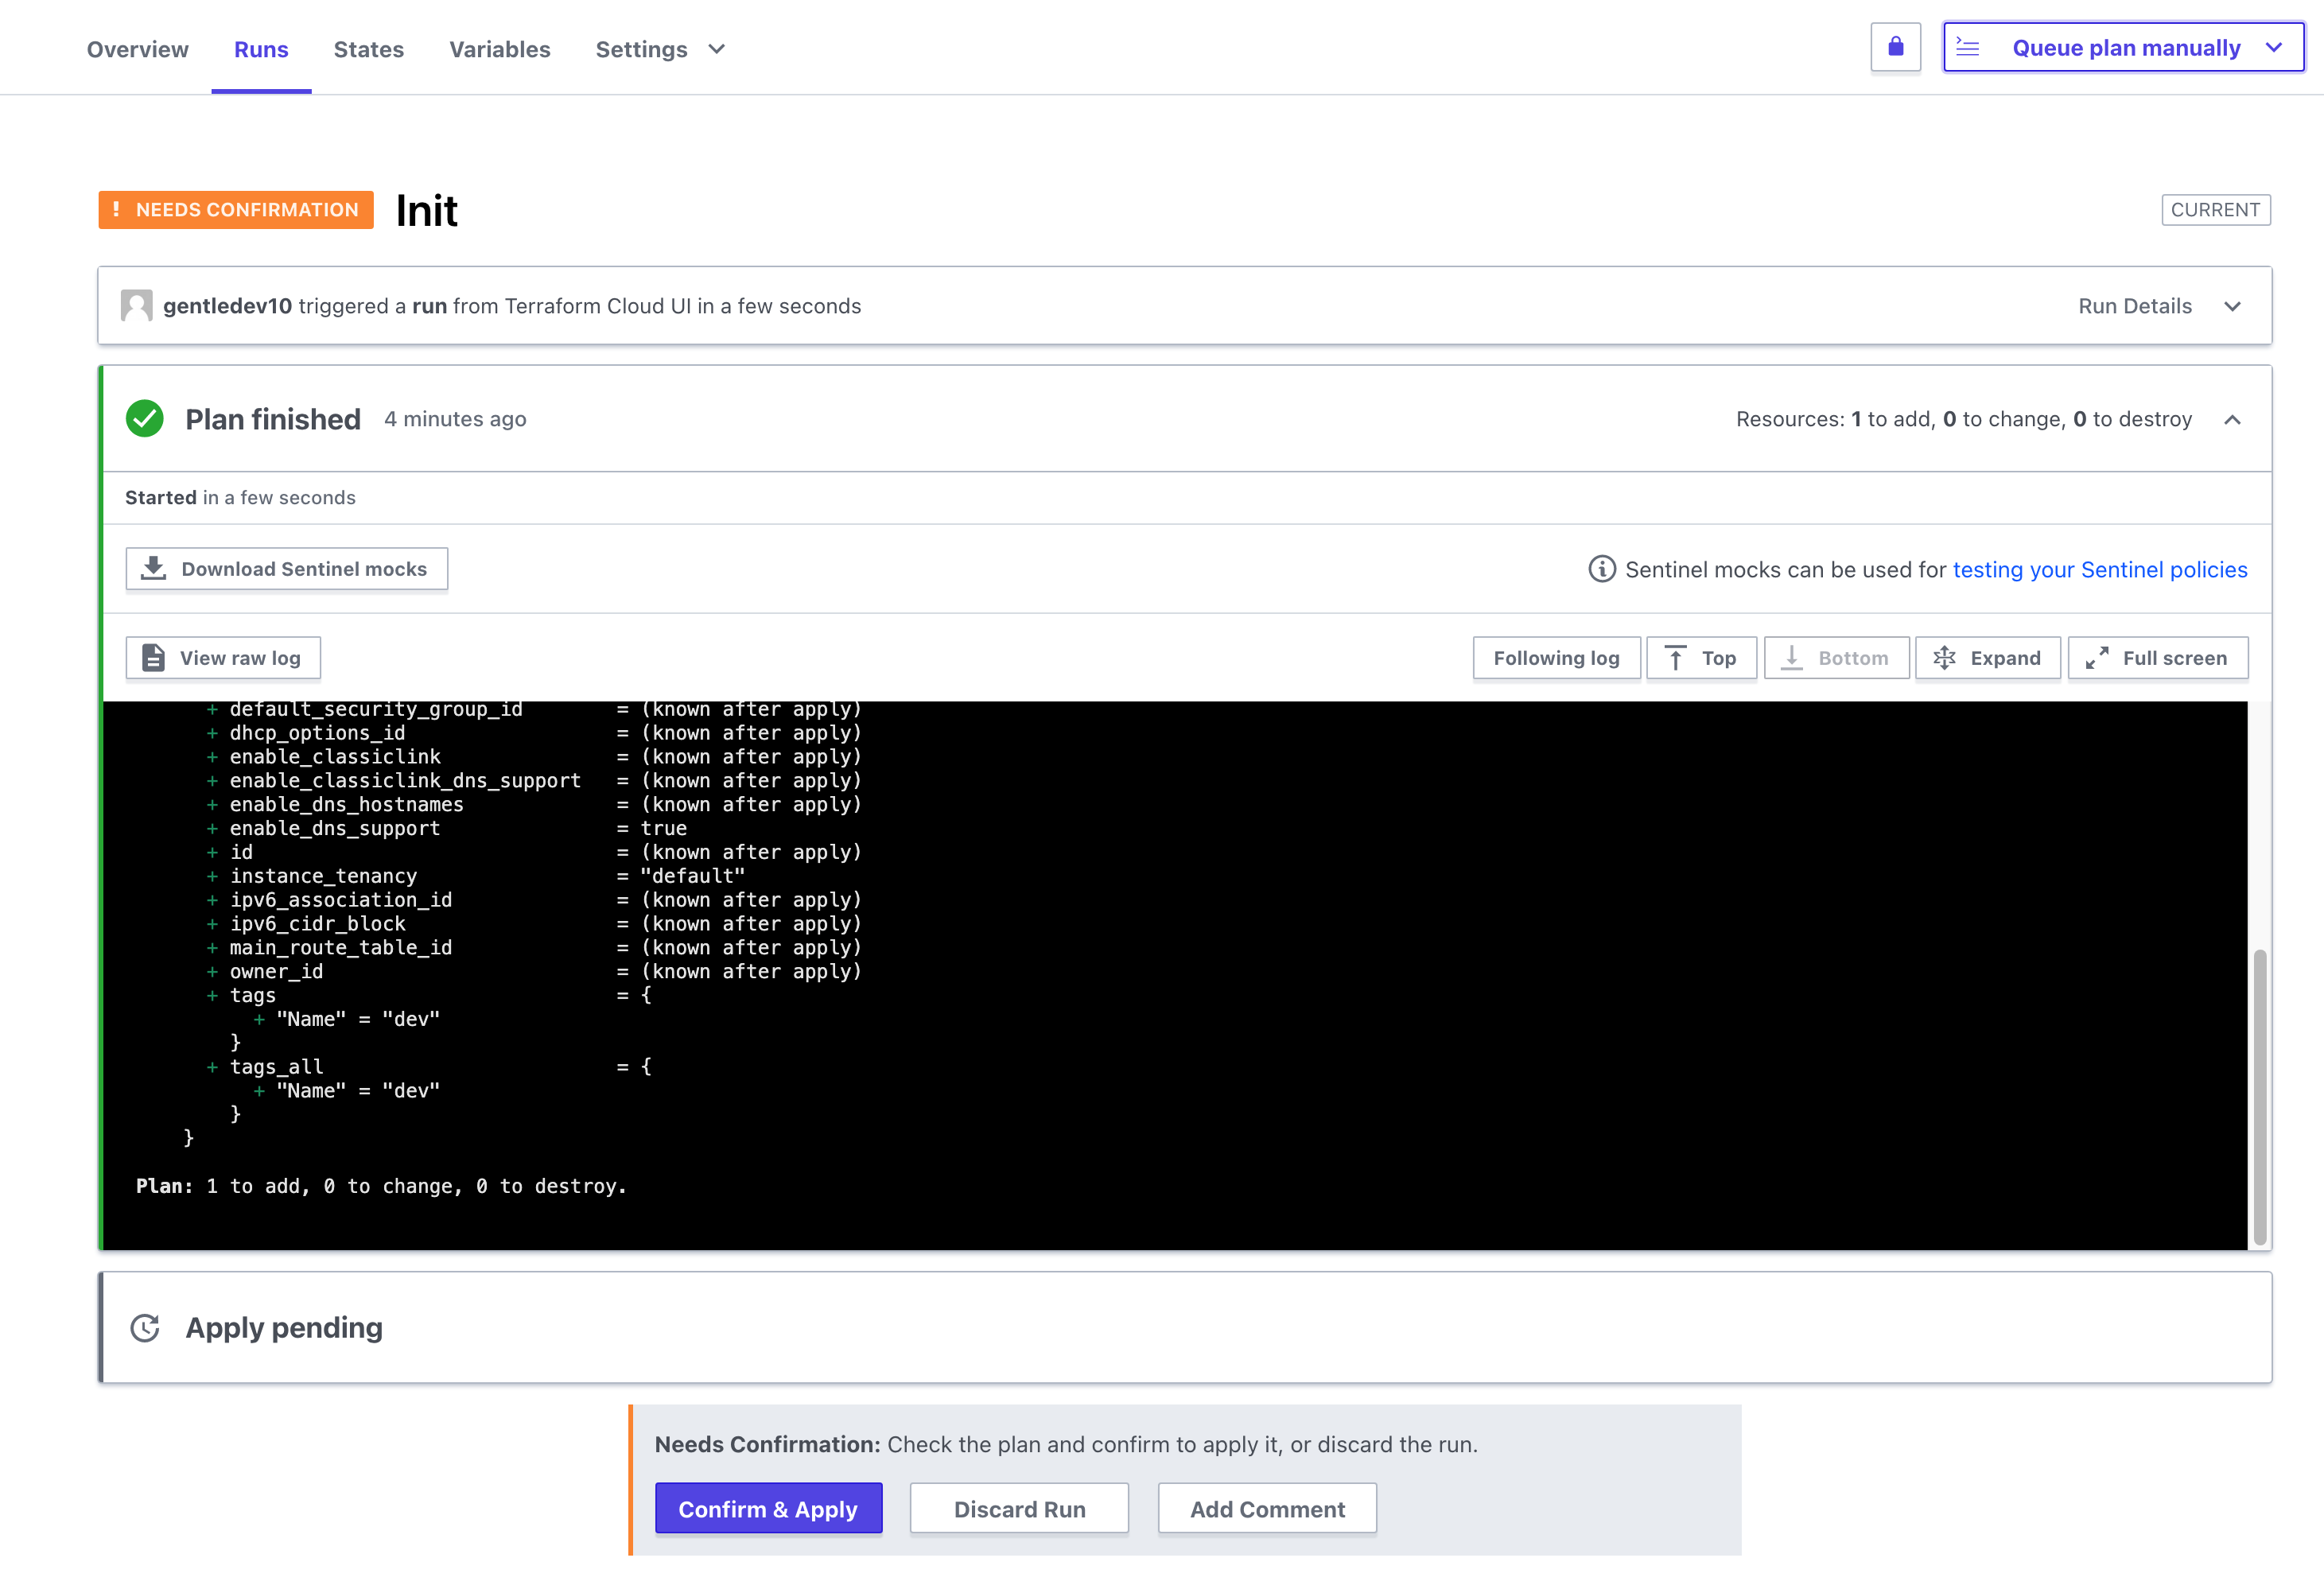 Overview Runs States Variables Settings Queue plan manually
! NEEDS CONFIRMATION Init CURRENT
gentledev10 triggered a run from Terraform Cloud UI in a few seconds Run Details
Plan finished 4 minutes ago Resources: 1 to add, 0 to change, 0 to destroy
Started in a few seconds
Download Sentinel mocks Sentinel mocks can be used for testing your Sentinel policies
View raw log Following log Top Bottom Expand Full screen
+ default_security_group_id = (known after apply)
+ dhcp_options_id = (known after apply)
+ enable_classiclink = (known after apply)
+ enable_classiclink_dns_support = (known after apply)
+ enable_dns_hostnames = (known after apply)
+ enable_dns_support = true
+ id = (known after apply)
+ instance_tenancy = "default"
+ ipv6_association_id = (known after apply)
+ ipv6_cidr_block = (known after apply)
+ main_route_table_id = (known after apply)
+ owner_id = (known after apply)
+ tags = {
+ "Name" = "dev"
}
+ tags_all = {
+ "Name" = "dev"
}
}
Plan: 1 to add, 0 to change, 0 to destroy.
Apply pending
Needs Confirmation: Check the plan and confirm to apply it, or discard the run.
Confirm & Apply Discard Run Add Comment